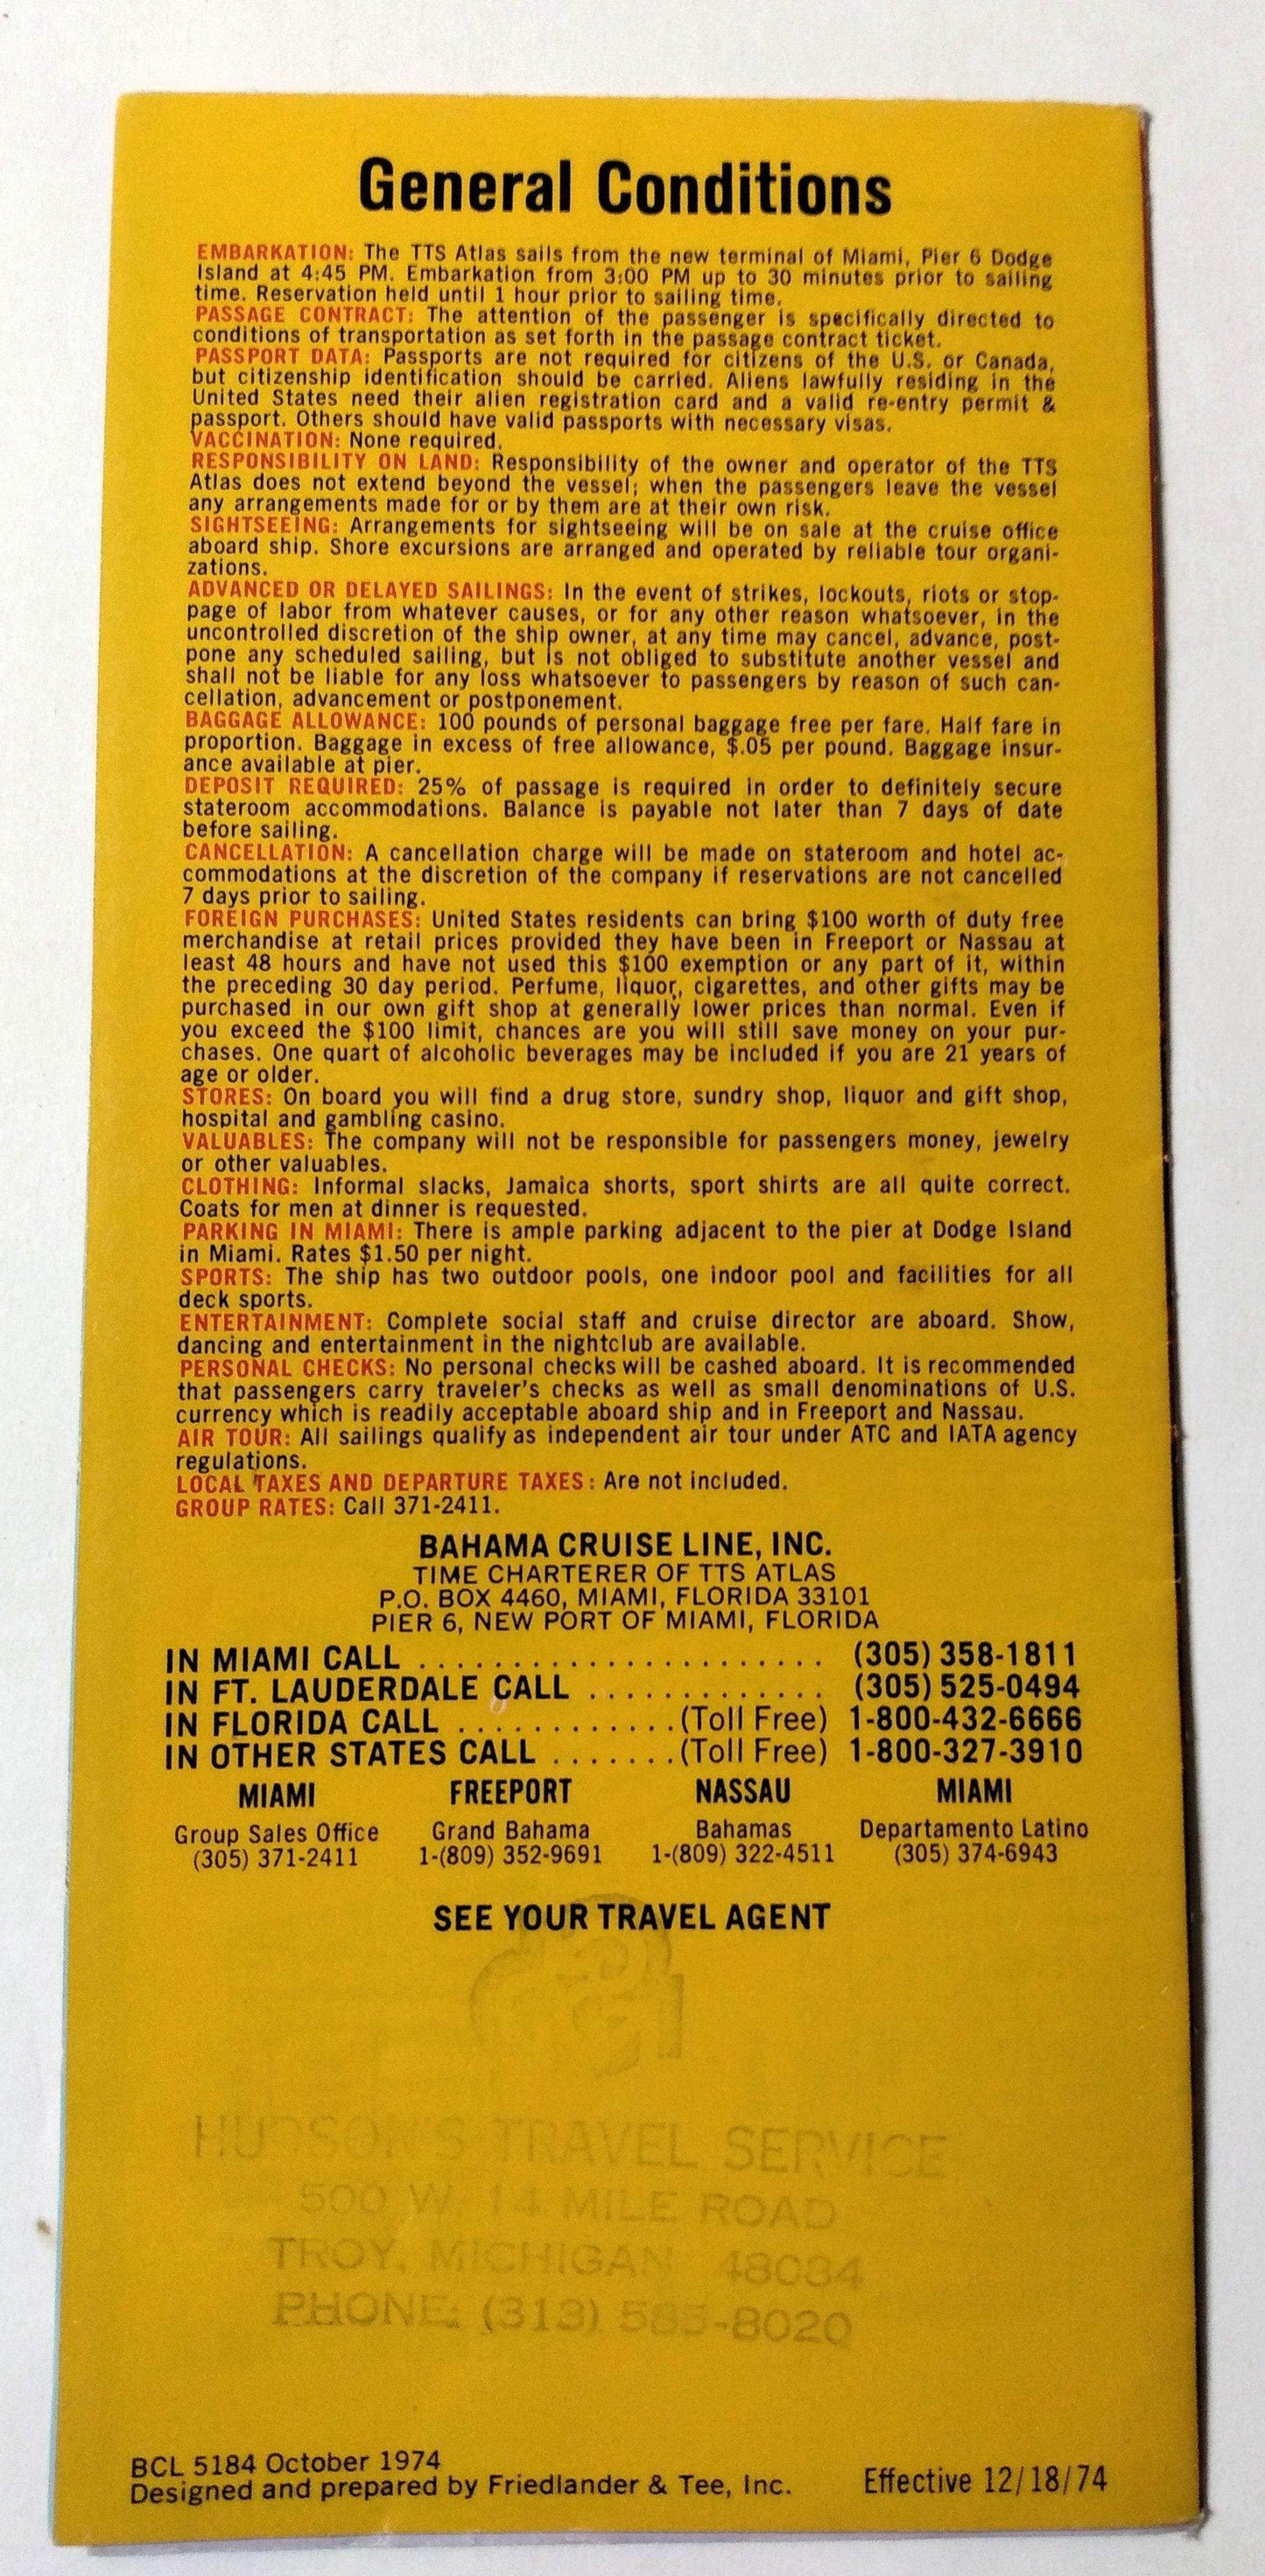 General Conditions
EMBARKATION: The TTS Atlas sails from the new terminal of Miami, Pier 6 Dodge
Island at 4:45 PM. Embarkation from 3:00 PM up to 30 minutes prior to sailing
time. Reservation held until 1 hour prior to sailing time.
PASSAGE CONTRACT: The attention of the passenger is specifically directed to
conditions of transportation as set forth in the passage contract ticket.
PASSPORT DATA: Passports are not required for citizens of the U.S. or Canada,
but citizenship identification should be carried. Aliens lawfully residing in the
United States need their alien registration card and a valid re-entry permit &
passport. Others should have valid passports with necessary visas.
VACCINATION: None required.
RESPONSIBILITY ON LAND: Responsibility of the owner and operator of the TTS
Atlas does not extend beyond the vessel; when the passengers leave the vessel
any arrangements made for or by them are at their own risk.
SIGHTSEEING: Arrangements for sightseeing will be on sale at the cruise office
aboard ship. Shore excursions are arranged and operated by reliable tour organi-
zations.
ADVANCED OR DELAYED SAILINGS: In the event of strikes, lockouts, riots or stop-
page of labor from whatever causes, or for any other reason whatsoever, in the
uncontrolled discretion of the ship owner, at any time may cancel, advance, post-
pone any scheduled sailing, but is not obliged to substitute another vessel and
shall not be liable for any loss whatsoever to passengers by reason of such can-
cellation, advancement or postponement.
BAGGAGE ALLOWANCE: 100 pounds of personal baggage free per fare. Half fare in
proportion. Baggage in excess of free allowance, $.05 per pound. Baggage insur-
ance available at pier.
DEPOSIT REQUIRED: 25% of passage is required in order to definitely secure
stateroom accommodations. Balance is payable not later than 7 days of date
before sailing.
CANCELLATION: A cancellation charge will be made on stateroom and hotel ac-
commodations at the discretion of the company if reservations are not cancelled
7 days prior to sailing.
FOREIGN PURCHASES: United States residents can bring $100 worth of duty free
merchandise at retail prices provided they have been in Freeport or Nassau at
least 48 hours and have not used this $100 exemption or any part of it, within
the preceding 30 day period. Perfume, liquor, cigarettes, and other gifts may be
purchased in our own gift shop at generally lower prices than normal. Even if
you exceed the $100 limit, chances are you will still save money on your pur-
chases. One quart of alcoholic beverages may be included if you are 21 years of
age or older.
STORES: On board you will find a drug store, sundry shop, liquor and gift shop,
hospital and gambling casino.
VALUABLES: The company will not be responsible for passengers money, jewelry
or other valuables.
CLOTHING: Informal slacks, Jamaica shorts, sport shirts are all quite correct.
Coats for men at dinner is requested.
PARKING IN MIAMI: There is ample parking adjacent to the pier at Dodge Island
in Miami. Rates $1.50 per night.
SPORTS: The ship has two outdoor pools, one indoor pool and facilities for all
deck sports.
ENTERTAINMENT: Complete social staff and cruise director are aboard. Show,
dancing and entertainment in the nightclub are available.
PERSONAL CHECKS: No personal checks will be cashed aboard. It is recommended
that passengers carry traveler's checks as well as small denominations of U.S.
currency which is readily acceptable aboard ship and in Freeport and Nassau.
AIR TOUR: All sailings qualify as independent air tour under ATC and IATA agency
regulations.
LOCAL TAXES AND DEPARTURE TAXES: Are not included.
GROUP RATES: Call 371-2411.
BAHAMA CRUISE LINE, INC.
TIME CHARTERER OF TTS ATLAS
P.O. BOX 4460, MIAMI, FLORIDA 33101
PIER 6, NEW PORT OF MIAMI, FLORIDA
IN MIAMI CALL ....................... (305) 358-1811
IN FT. LAUDERDALE CALL ............. (305) 525-0494
IN FLORIDA CALL ............(Toll Free) 1-800-432-6666
IN OTHER STATES CALL .......(Toll Free) 1-800-327-3910
MIAMI FREEPORT NASSAU MIAMI
Group Sales Office Grand Bahama Bahamas Departamento Latino
(305) 371-2411 1-(809) 352-9691 1-(809) 322-4511 (305) 374-6943
SEE YOUR TRAVEL AGENT
HUDSON'S TRAVEL SERVICE
500 W. 14 MILE ROAD
TROY, MICHIGAN 48034
PHONE: (313) 585-8020
BCL 5184 October 1974
Designed and prepared by Friedlander & Tee, Inc. Effective 12/18/74